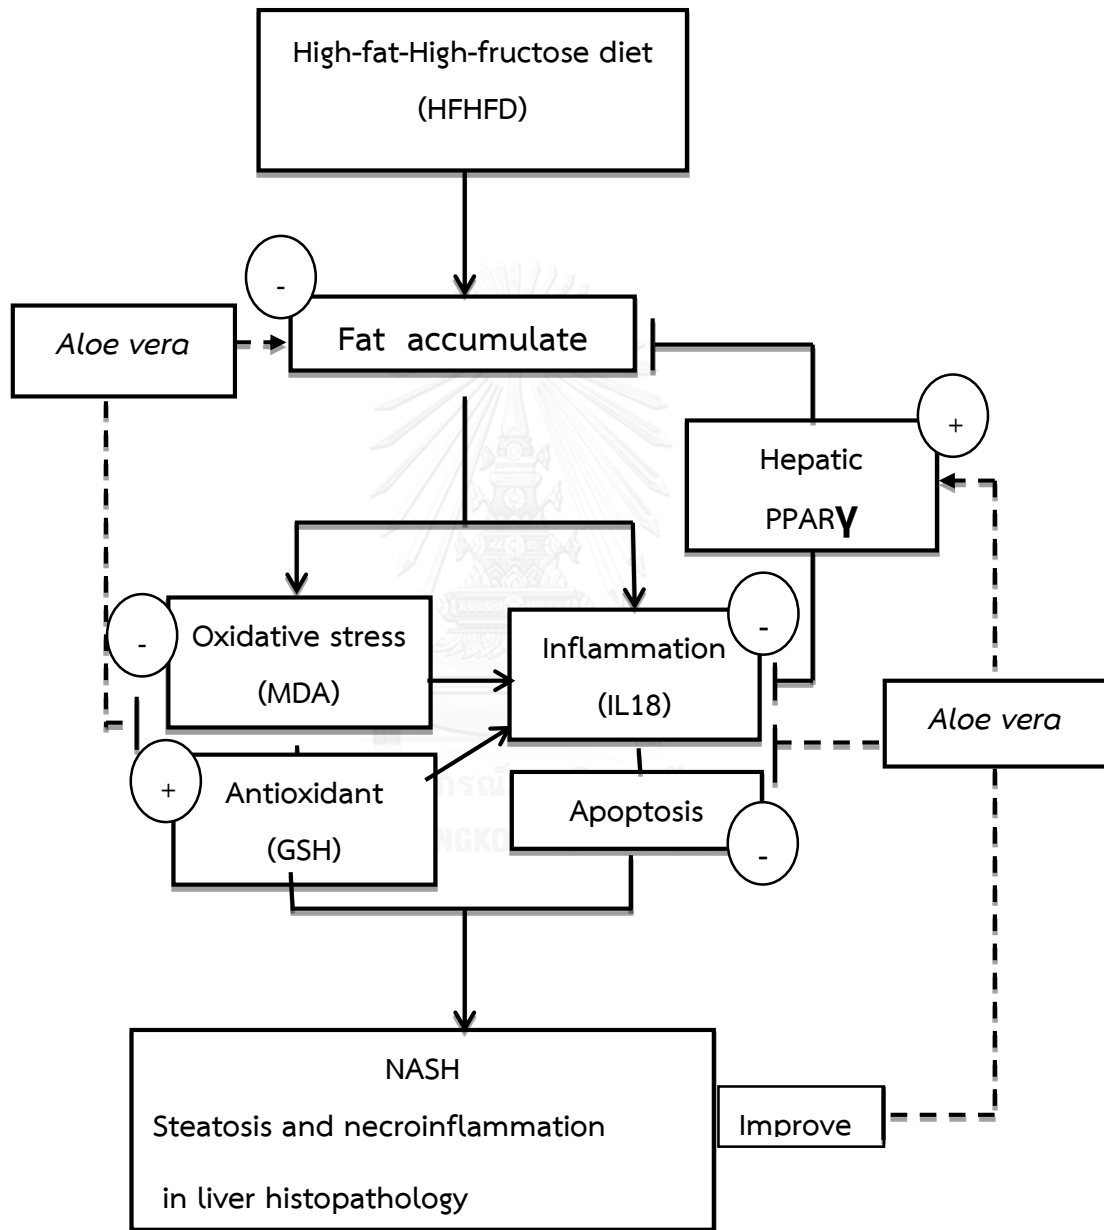 High-fat-High-fructose diet
(HFHFD)
-
Aloe vera
Fat accumulate
+
Hepatic
PPARγ
-
Oxidative stress
(MDA)
-
Inflammation
(IL18)
Aloe vera
+
Antioxidant
(GSH)
Apoptosis
-
NASH
Steatosis and necroinflammation
in liver histopathology
Improve